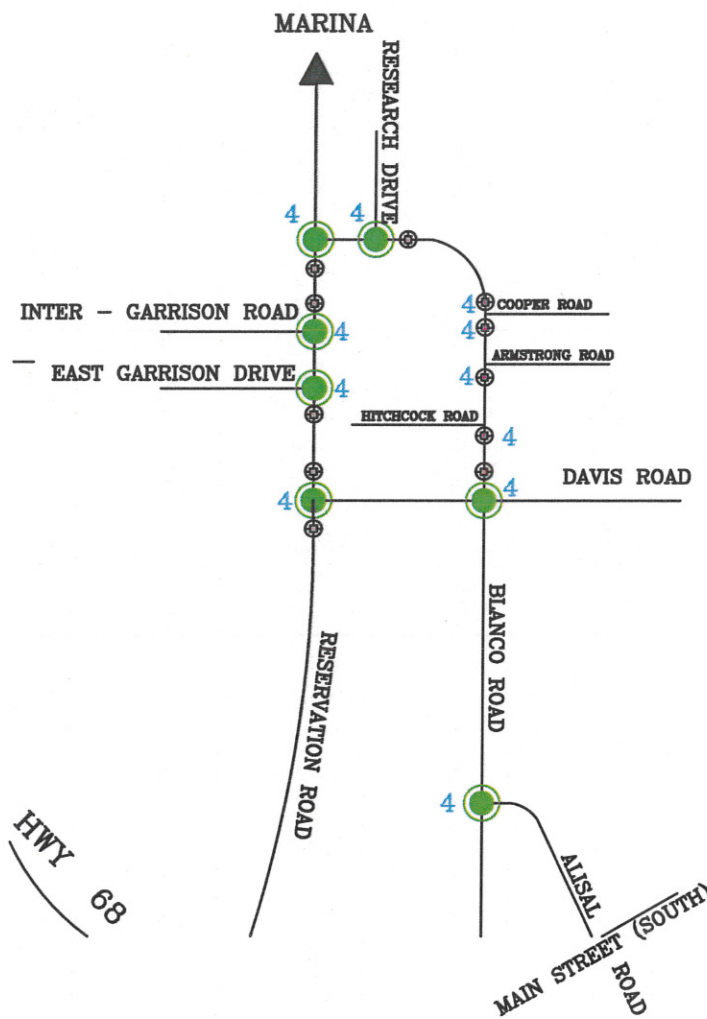 MARINA
RESEARCH DRIVE
4
4
4
COOPER ROAD
INTER - GARRISON ROAD
4
4
ARMSTRONG ROAD
EAST GARRISON DRIVE
4
4
HITCHCOCK ROAD
4
4
4
DAVIS ROAD
BLANCO ROAD
RESERVATION ROAD
4
HWY 68
ALISAL ROAD
MAIN STREET (SOUTH)